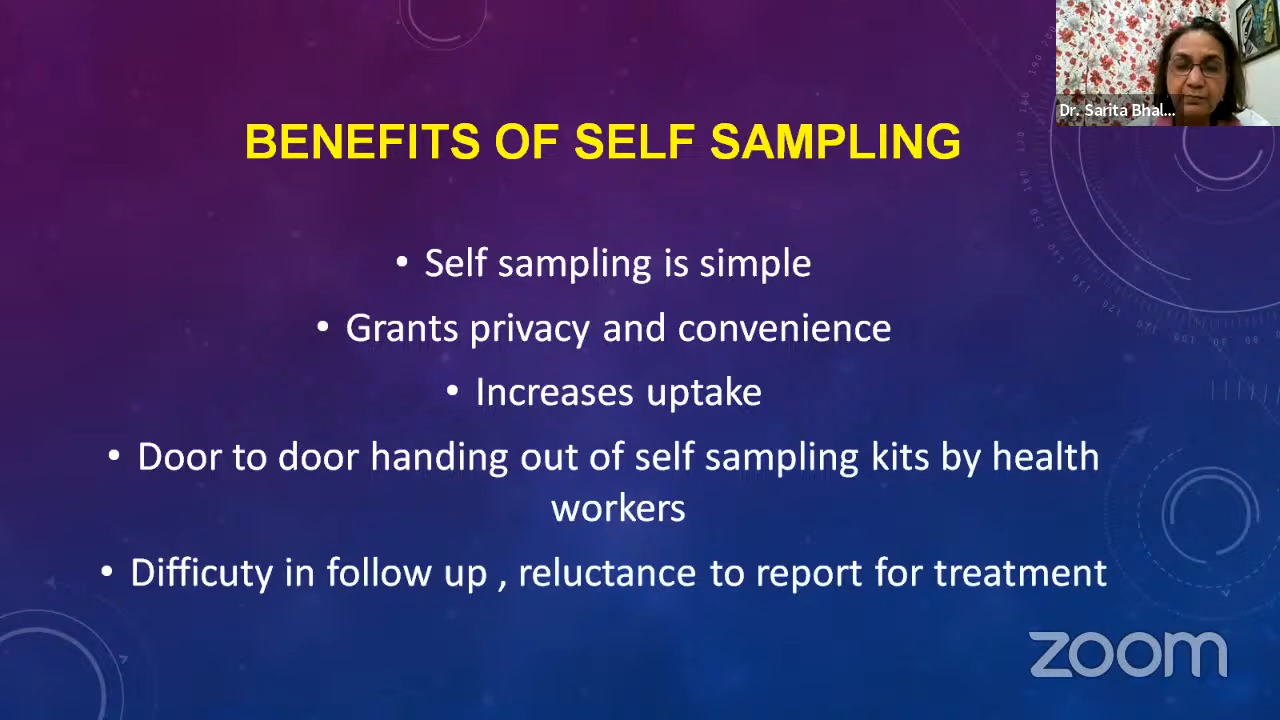 Dr. Sarita Bhal...
BENEFITS OF SELF SAMPLING
• Self sampling is simple
• Grants privacy and convenience
• Increases uptake
• Door to door handing out of self sampling kits by health
workers
• Difficuty in follow up , reluctance to report for treatment
zoom